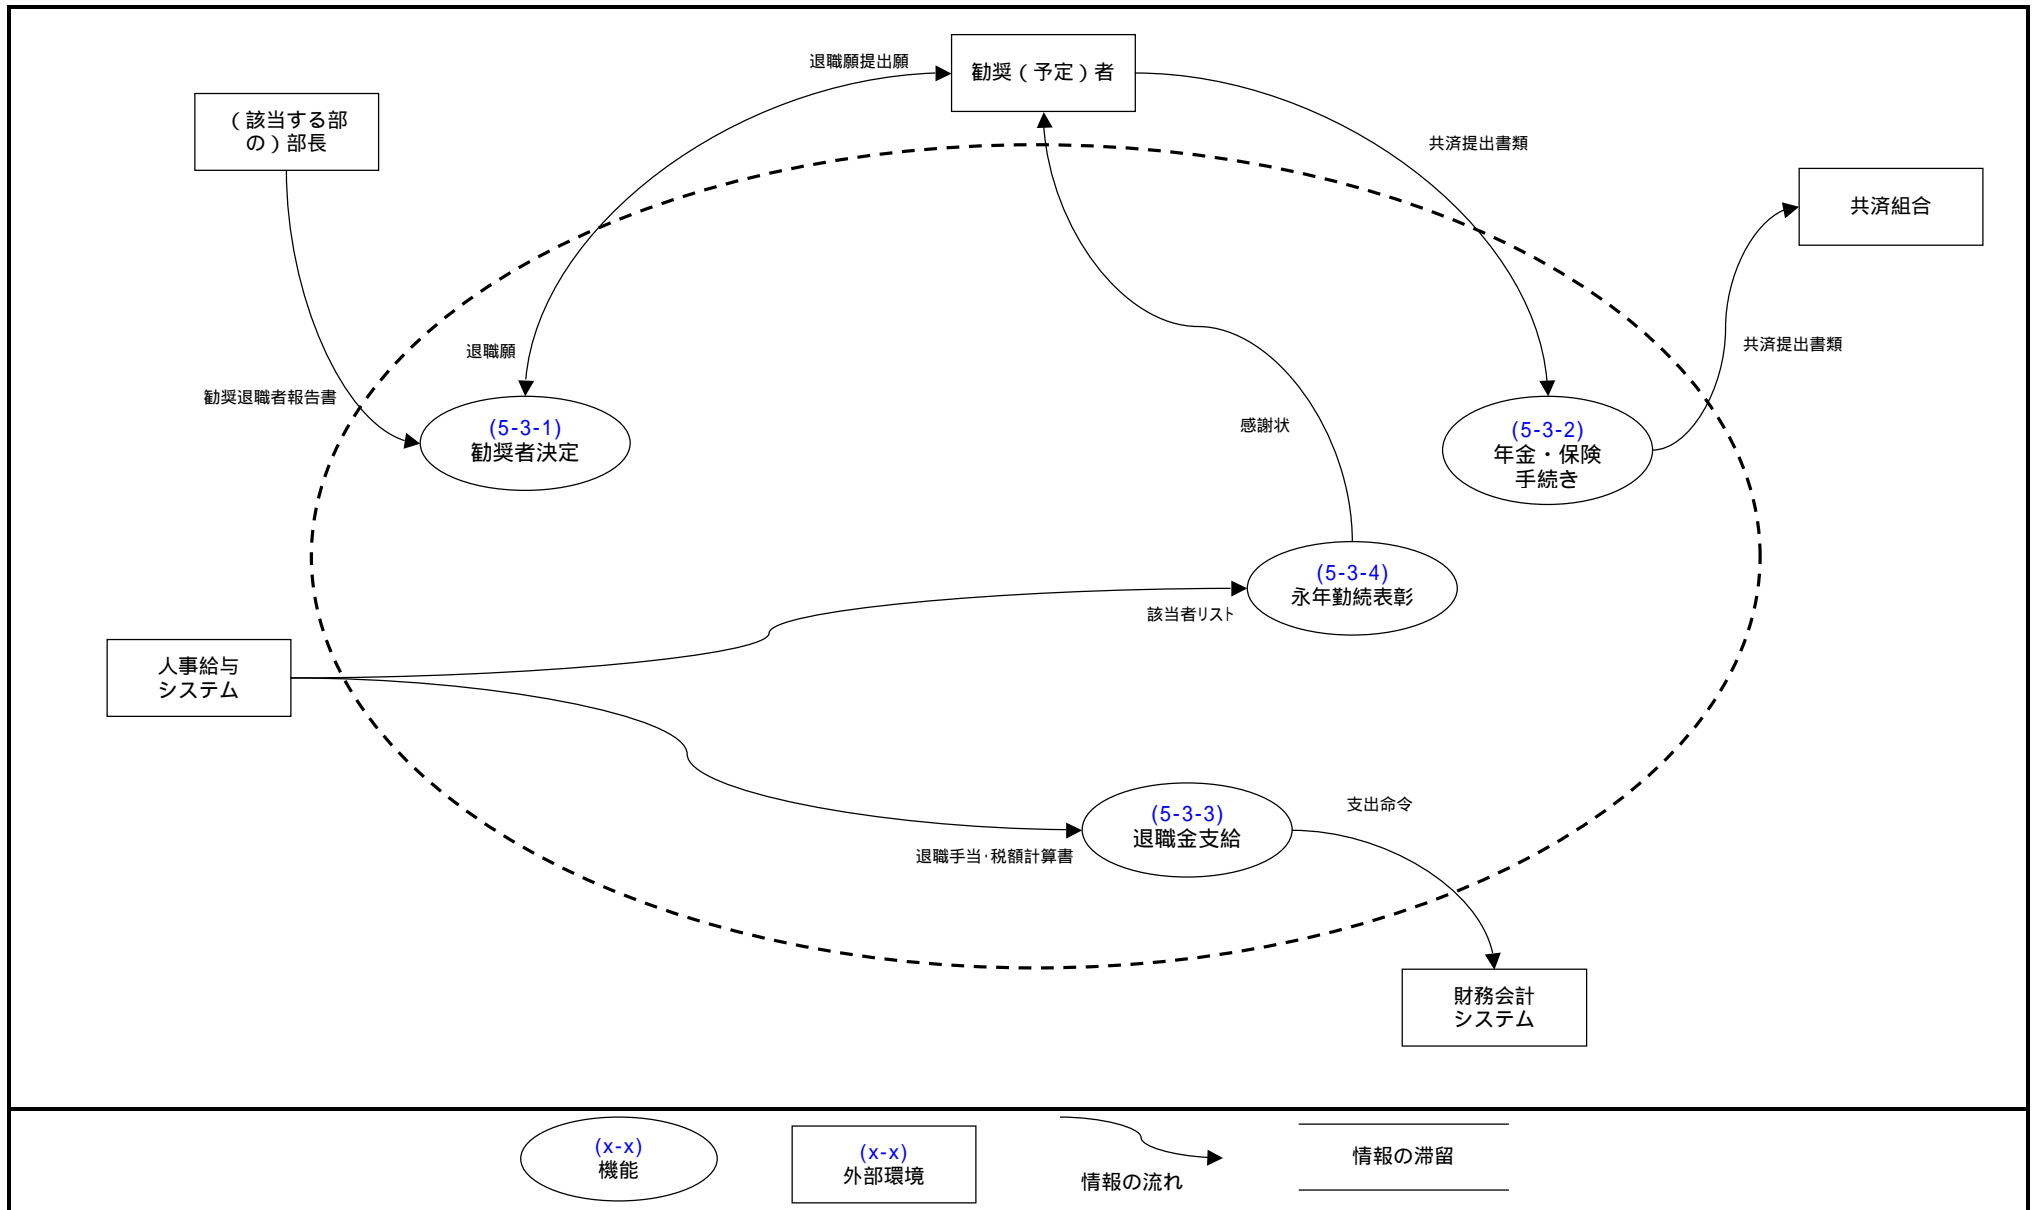 退職願提出願
勧奨（予定）者
（該当する部
の）部長
共済提出書類
共済組合
退職願
共済提出書類
勧奨退職者報告書
(5-3-1)
勧奨者決定
感謝状
(5-3-2)
年金・保険
手続き
(5-3-4)
永年勤続表彰
該当者リスト
人事給与
システム
(5-3-3)
退職金支給
支出命令
退職手当・税額計算書
財務会計
システム
(x-x)
機能
(x-x)
外部環境
情報の流れ
情報の滞留